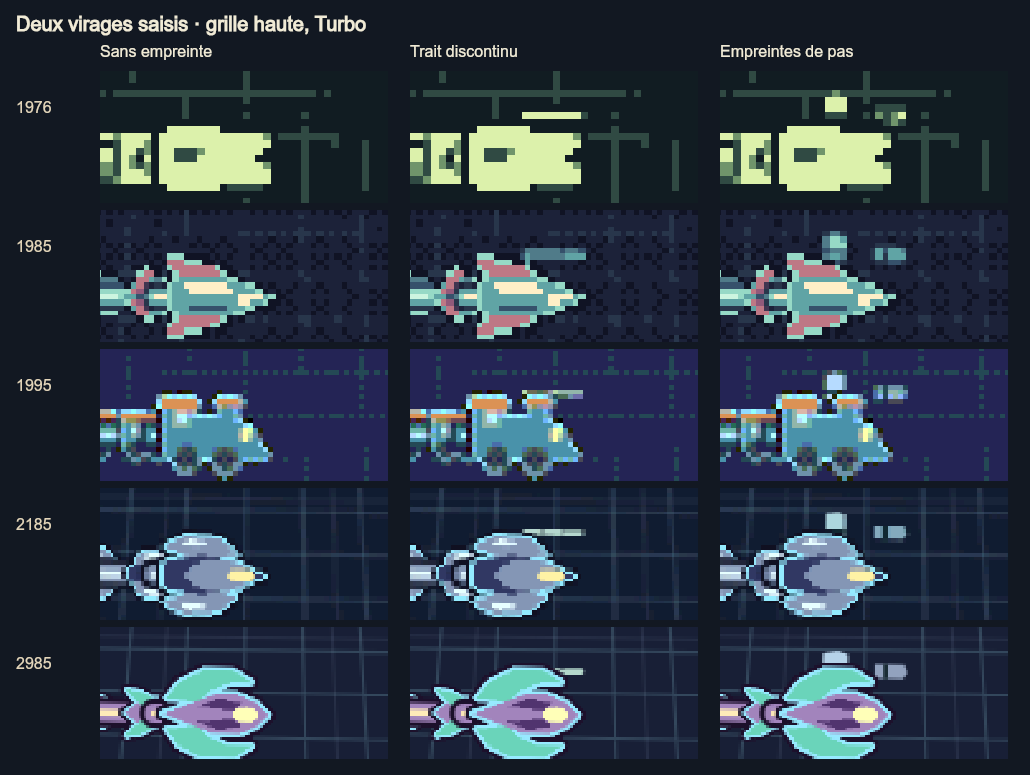 Deux virages saisis · grille haute, Turbo
Sans empreinte Trait discontinu Empreintes de pas
1976
1985
1995
2185
2985